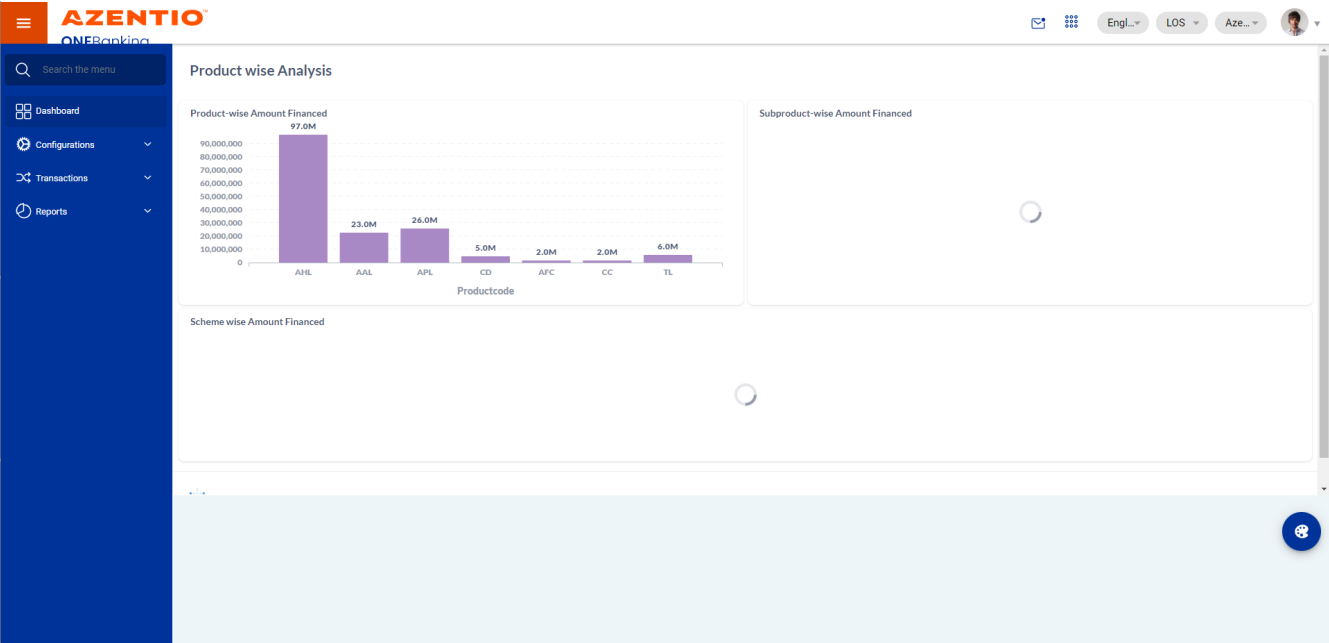 AZENTIO™
ONEBanking
Engl...
LOS
Aze...
Search the menu
Dashboard
Configurations
Transactions
Reports
Product wise Analysis
Product-wise Amount Financed
97.0M
90,000,000
80,000,000
70,000,000
60,000,000
50,000,000
40,000,000
30,000,000
20,000,000
10,000,000
0
23.0M
26.0M
5.0M
2.0M
2.0M
6.0M
AHL AAL APL CD AFC CC TL
Productcode
Subproduct-wise Amount Financed
Scheme wise Amount Financed